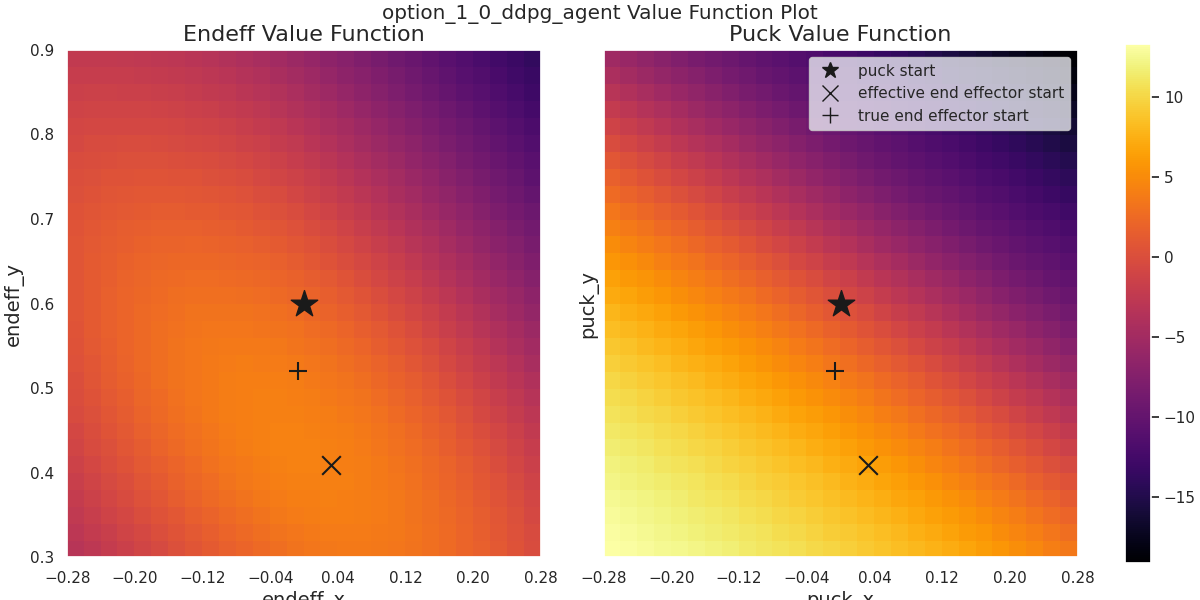 option_1_0_ddpg_agent Value Function Plot
Endeff Value Function
Puck Value Function
0.9
0.8
0.7
0.6
0.5
0.4
0.3
endeff_y
−0.28 −0.20 −0.12 −0.04 0.04 0.12 0.20 0.28
endeff_x
puck_y
puck start
effective end effector start
true end effector start
−0.28 −0.20 −0.12 −0.04 0.04 0.12 0.20 0.28
puck_x
10
5
0
−5
−10
−15